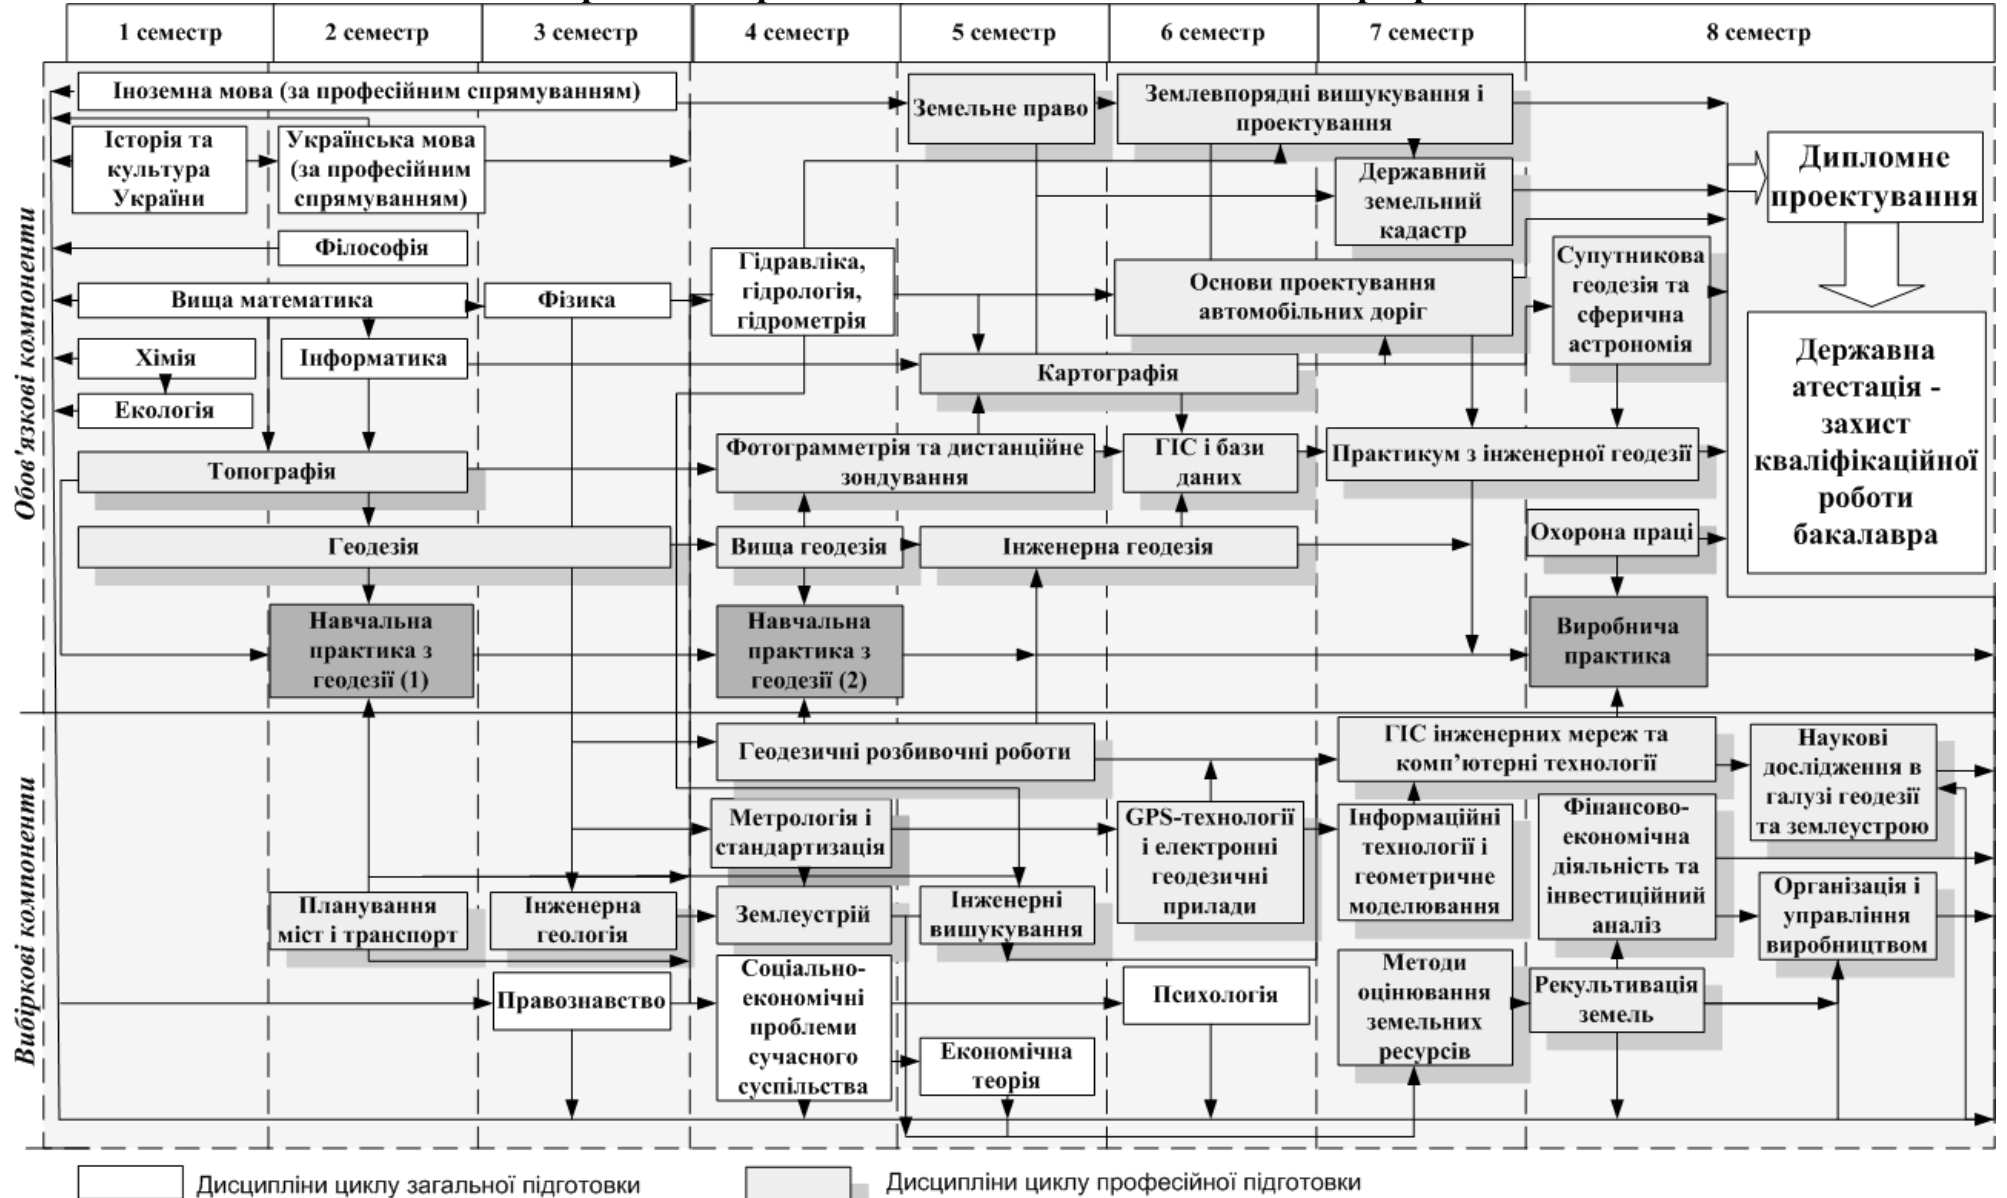 1 семестр
2 семестр
3 семестр
4 семестр
5 семестр
6 семестр
7 семестр
8 семестр
Обов'язкові компоненти
Іноземна мова (за професійним спрямуванням)
Земельне право
Землевпорядні вишукування і
проектування
Історія та
культура
України
Українська мова
(за професійним
спрямуванням)
Державний
земельний
кадастр
Дипломне
проектування
Філософія
Гідравліка,
гідрологія,
гідрометрія
Основи проектування
автомобільних доріг
Супутникова
геодезія та
сферична
астрономія
Вища математика
Фізика
Хімія
Інформатика
Картографія
Державна
атестація -
захист
кваліфікаційної
роботи
бакалавра
Екологія
Топографія
Фотограмметрія та дистанційне
зондування
ГІС і бази
даних
Практикум з інженерної геодезії
Геодезія
Вища геодезія
Інженерна геодезія
Охорона праці
Навчальна
практика з
геодезії (1)
Навчальна
практика з
геодезії (2)
Виробнича
практика
Вибіркові компоненти
Геодезичні розбивочні роботи
ГІС інженерних мереж та
комп’ютерні технології
Наукові
дослідження в
галузі геодезії
та землеустрою
Метрологія і
стандартизація
GPS-технології
і електронні
геодезичні
прилади
Інформаційні
технології і
геометричне
моделювання
Фінансово-
економічна
діяльність та
інвестиційний
аналіз
Планування
міст і транспорт
Інженерна
геологія
Землеустрій
Інженерні
вишукування
Організація і
управління
виробництвом
Правознавство
Соціально-
економічні
проблеми
сучасного
суспільства
Психологія
Методи
оцінювання
земельних
ресурсів
Рекультивація
земель
Економічна
теорія
Дисципліни циклу загальної підготовки
Дисципліни циклу професійної підготовки